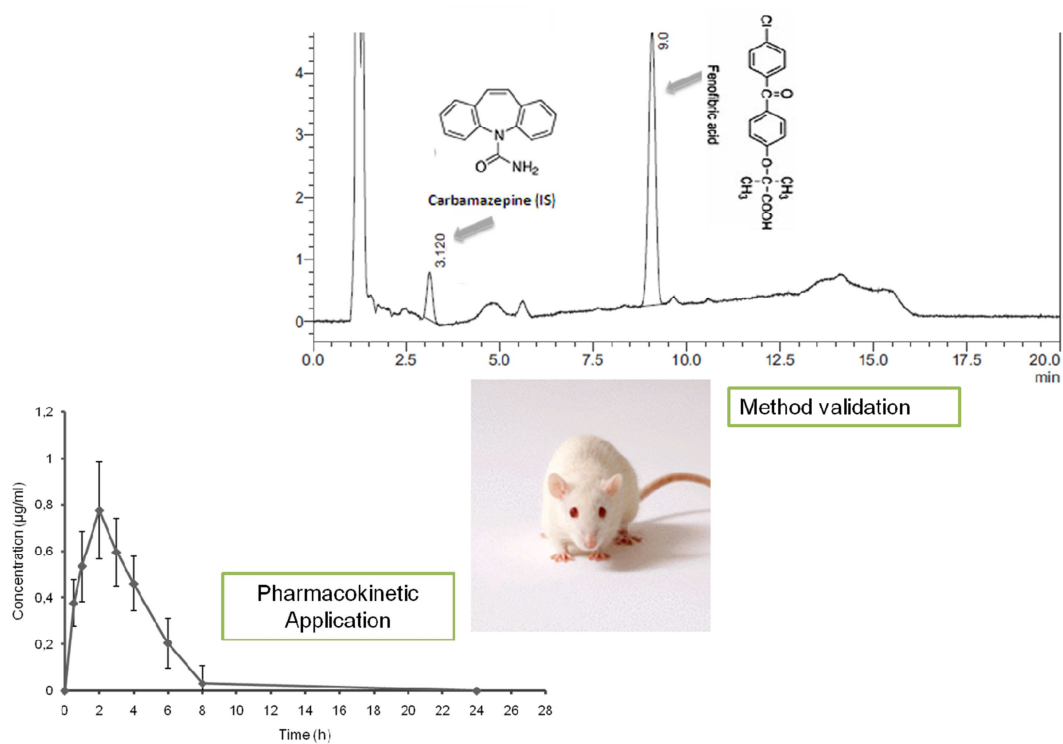 4
3
2
1
0
0.0 2.5 5.0 7.5 10.0 12.5 15.0 17.5 20.0
min
N
O
NH₂
Carbamazepine (IS)
3.120
9.0
Fenofibric acid
Cl
C=O
O
CH₃-C-CH₃
COOH
Method validation
1,2
1
0,8
0,6
0,4
0,2
0
Concentration (µg/ml)
0 2 4 6 8 10 12 14 16 18 20 22 24 26 28
Time (h)
Pharmacokinetic
Application